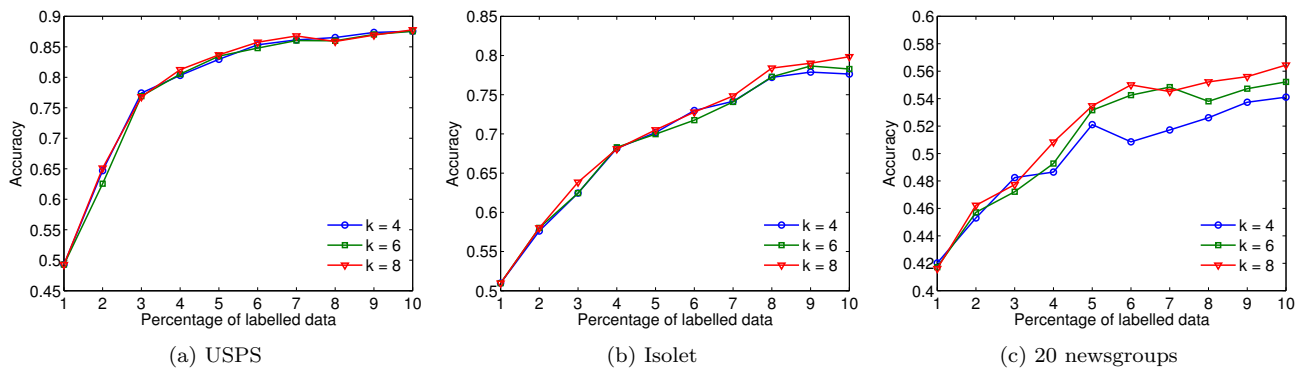 0.9
0.85
0.8
0.75
0.7
0.65
0.6
0.55
0.5
0.45
Accuracy
k = 4
k = 6
k = 8
1 2 3 4 5 6 7 8 9 10
Percentage of labelled data
(a) USPS
0.85
0.8
0.75
0.7
0.65
0.6
0.55
0.5
Accuracy
k = 4
k = 6
k = 8
1 2 3 4 5 6 7 8 9 10
Percentage of labelled data
(b) Isolet
0.6
0.58
0.56
0.54
0.52
0.5
0.48
0.46
0.44
0.42
0.4
Accuracy
k = 4
k = 6
k = 8
1 2 3 4 5 6 7 8 9 10
Percentage of labelled data
(c) 20 newsgroups